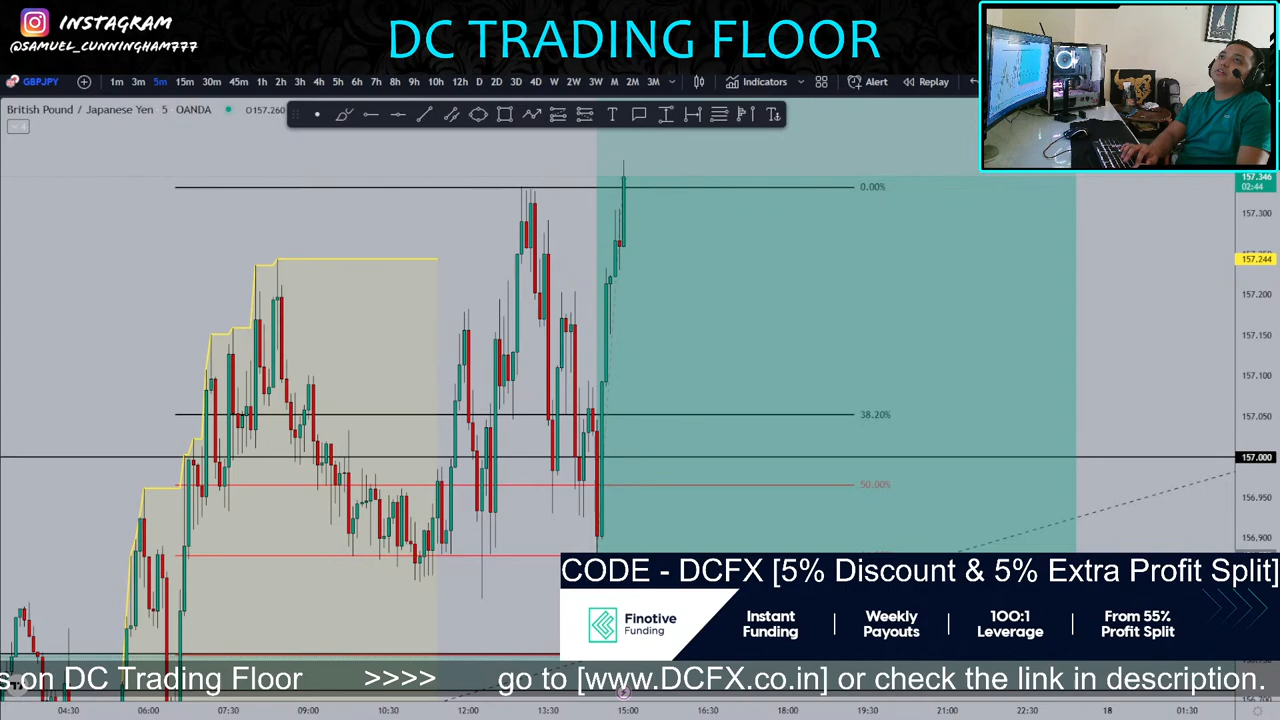 INSTAGRAM
@SAMUEL_CUNNINGHAM777
DC TRADING FLOOR
GBPJPY 1m 3m 5m 15m 30m 45m 1h 2h 3h 4h 5h 6h 7h 8h 9h 10h 12h D 2D 3D 4D W 2W 3W M 2M 3M Indicators Alert Replay
British Pound / Japanese Yen 5 OANDA O157.260
4
157.346
02:44
0.00%
157.300
157.244
157.200
157.100
157.050
38.20%
157.000
50.00%
156.950
156.900
CODE - DCFX [5% Discount & 5% Extra Profit Split]
Finotive
Funding
Instant
Funding
Weekly
Payouts
100:1
Leverage
From 55%
Profit Split
s on DC Trading Floor >>>> go to [www.DCFX.co.in] or check the link in description.
04:30 06:00 07:30 09:00 10:30 12:00 13:30 15:00 16:30 18:00 19:30 21:00 22:30 18 01:30